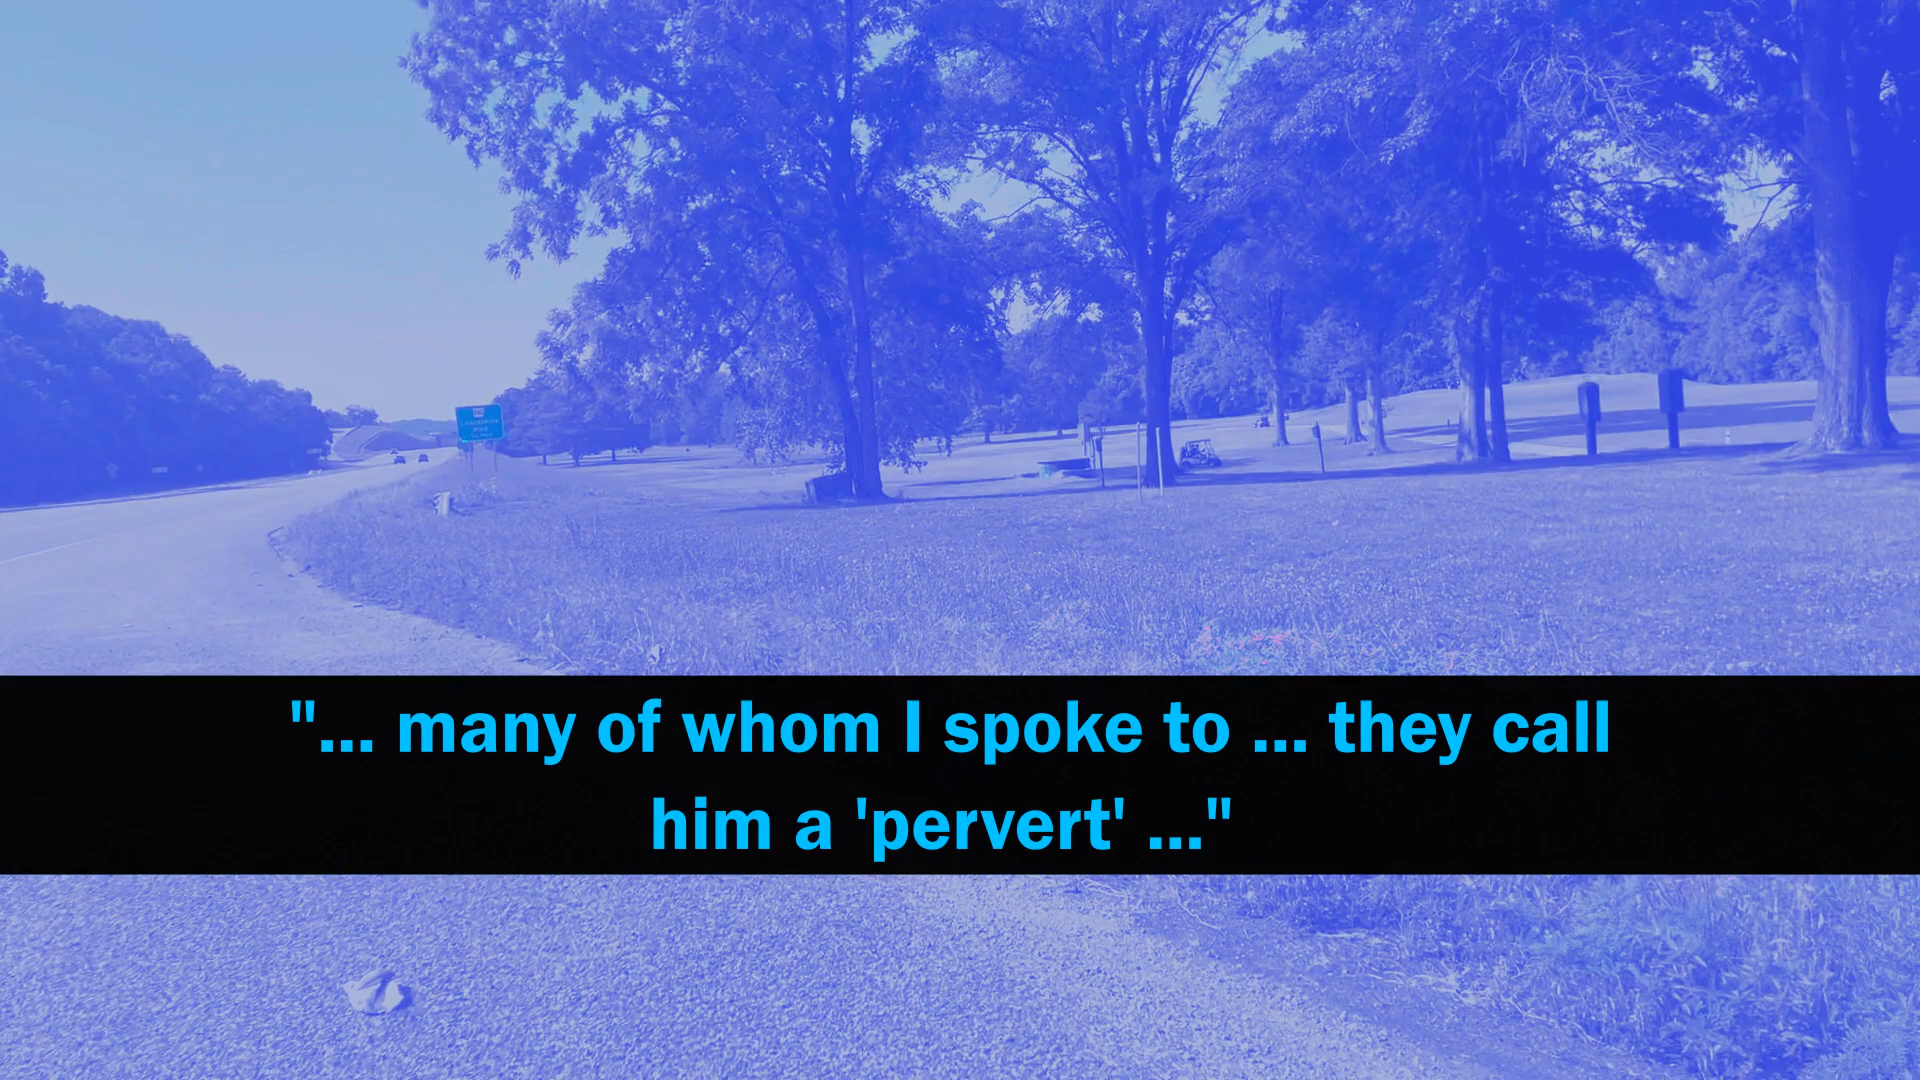 "... many of whom I spoke to ... they call
him a 'pervert' ..."